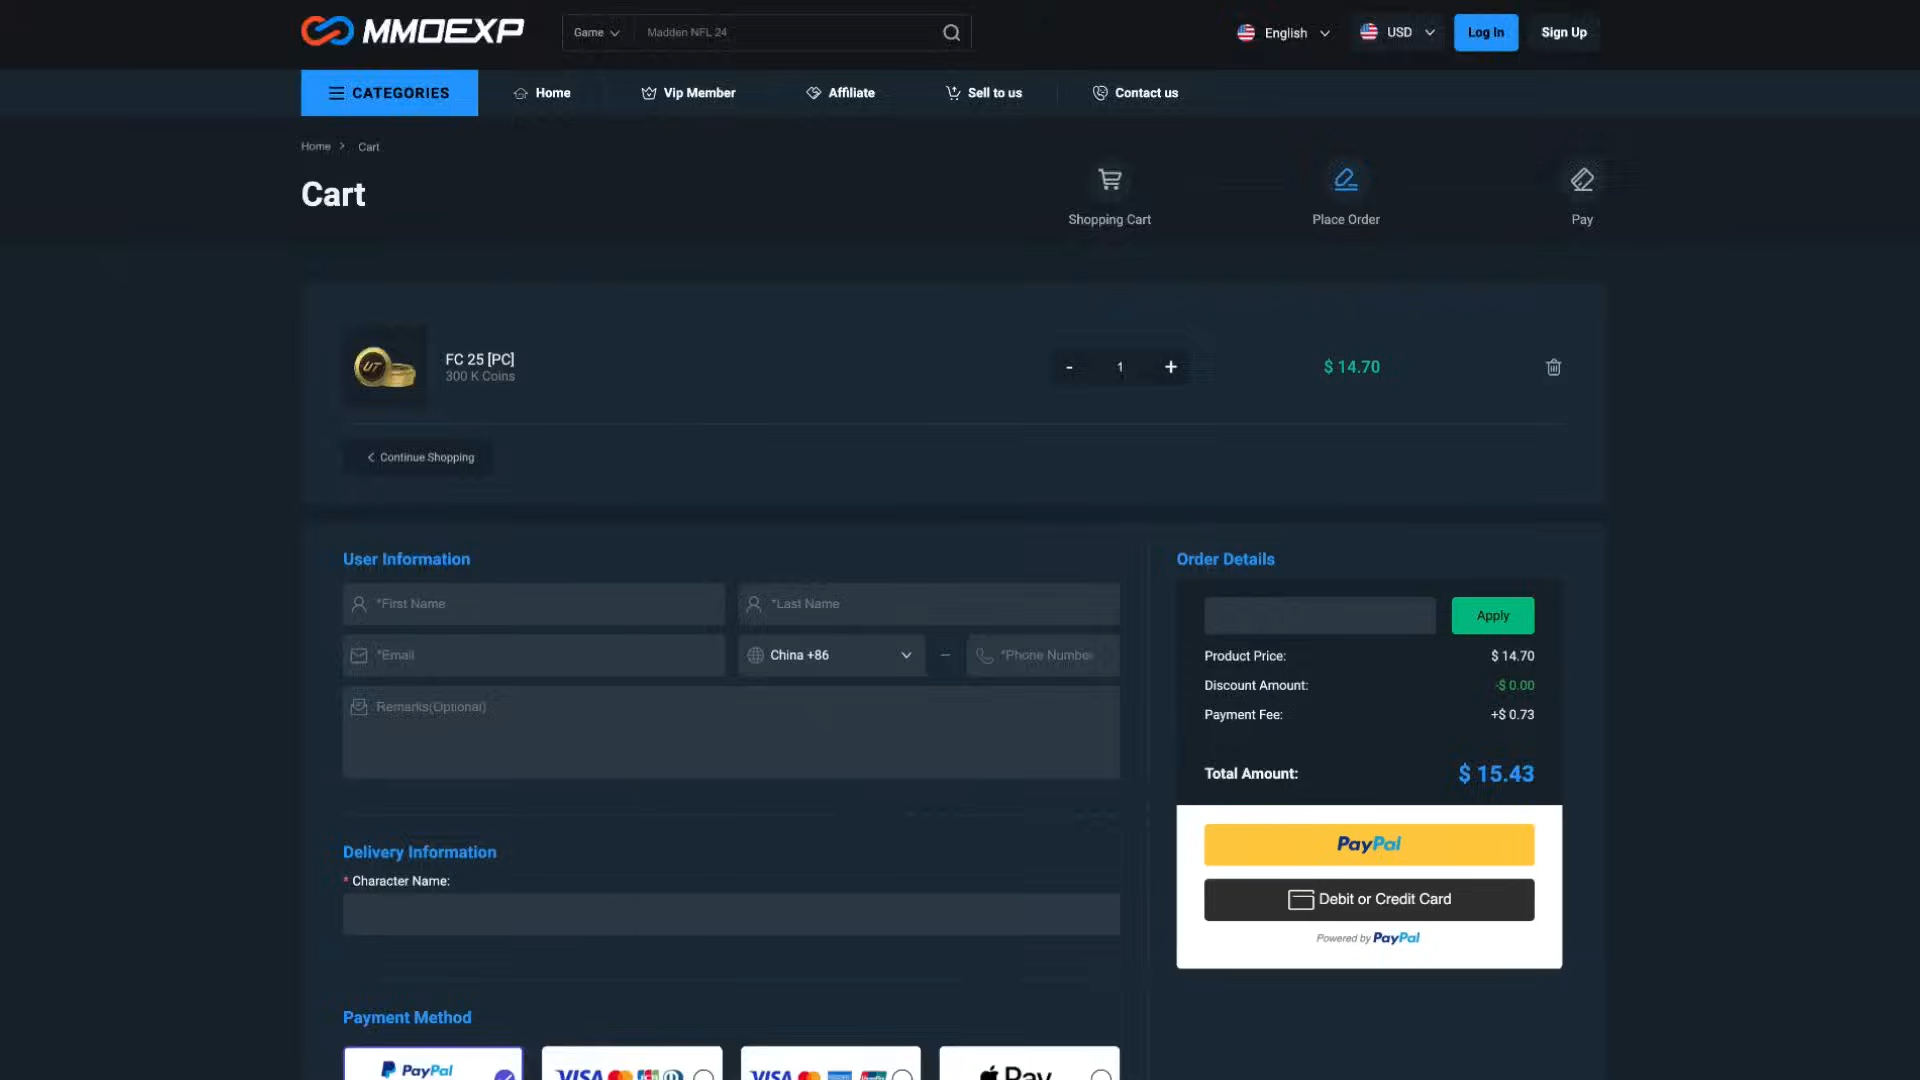 MMOEXP
Game
Madden NFL 24
English
USD
Log In
Sign Up
CATEGORIES
Home
Vip Member
Affiliate
Sell to us
Contact us
Home > Cart
Cart
Shopping Cart
Place Order
Pay
UT
FC 25 [PC]
300 K Coins
- 1 +
$ 14.70
< Continue Shopping
User Information
*First Name
*Last Name
*Email
China +86
–
*Phone Numbe
Remarks(Optional)
Delivery Information
* Character Name:
Payment Method
PayPal
VISA
VISA
Pay
Order Details
Apply
Product Price: $ 14.70
Discount Amount: -$ 0.00
Payment Fee: +$ 0.73
Total Amount: $ 15.43
PayPal
Debit or Credit Card
Powered by PayPal